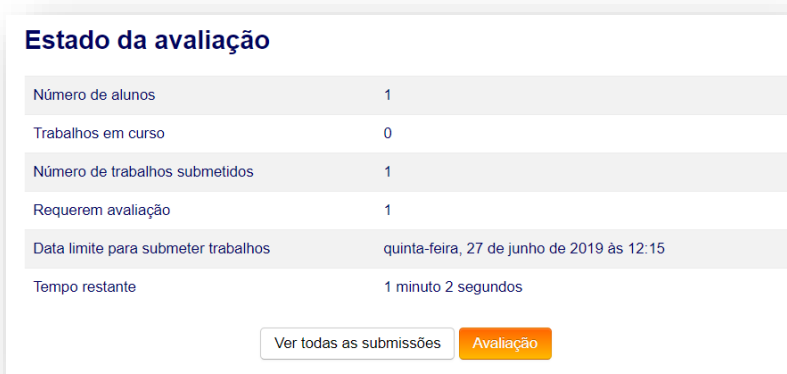 Estado da avaliação
Número de alunos 1
Trabalhos em curso 0
Número de trabalhos submetidos 1
Requerem avaliação 1
Data limite para submeter trabalhos quinta-feira, 27 de junho de 2019 às 12:15
Tempo restante 1 minuto 2 segundos
Ver todas as submissões Avaliação